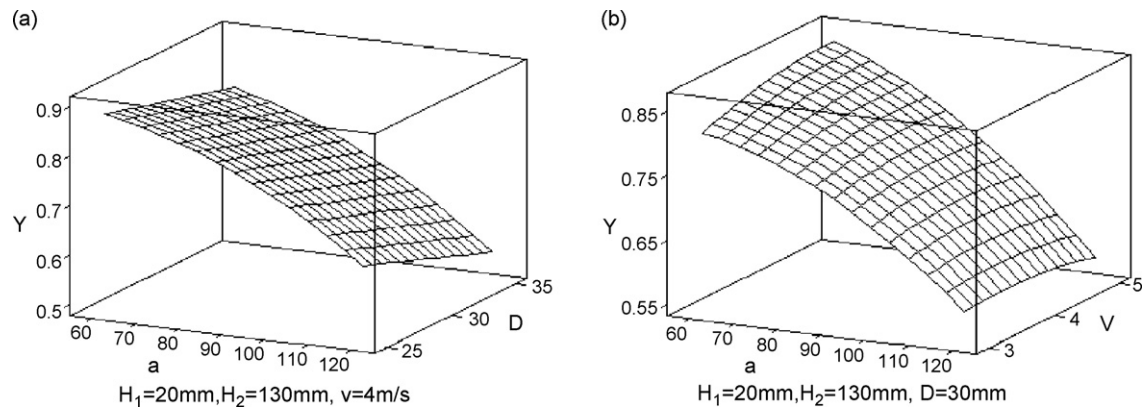 (a)
0.9
0.8
0.7
0.6
0.5
Y
60 70 80 90 100 110 120
a
25 30 35
D
H₁=20mm,H₂=130mm, v=4m/s
(b)
0.85
0.75
0.65
0.55
Y
60 70 80 90 100 110 120
a
3 4 5
V
H₁=20mm,H₂=130mm, D=30mm